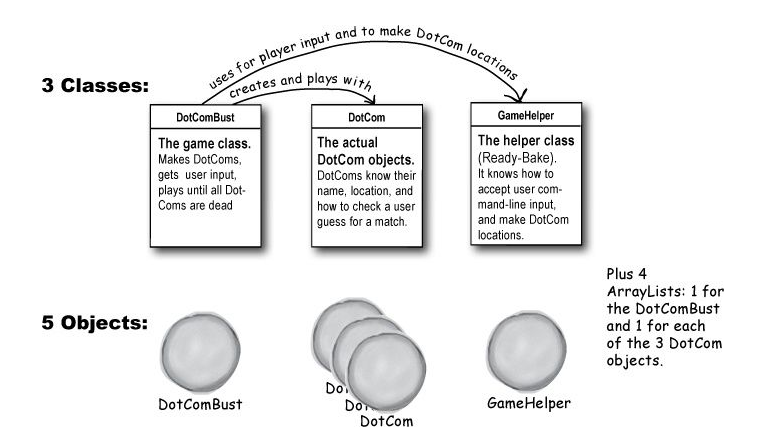 uses for player input and to make DotCom locations
creates and plays with
3 Classes:
DotComBust
The game class.
Makes DotComs,
gets user input,
plays until all Dot-
Coms are dead
DotCom
The actual
DotCom objects.
DotComs know their
name, location, and
how to check a user
guess for a match.
GameHelper
The helper class
(Ready-Bake).
It knows how to
accept user com-
mand-line input,
and make DotCom
locations.
Plus 4
ArrayLists: 1 for
the DotComBust
and 1 for each
of the 3 DotCom
objects.
5 Objects:
DotComBust
DotCom
GameHelper